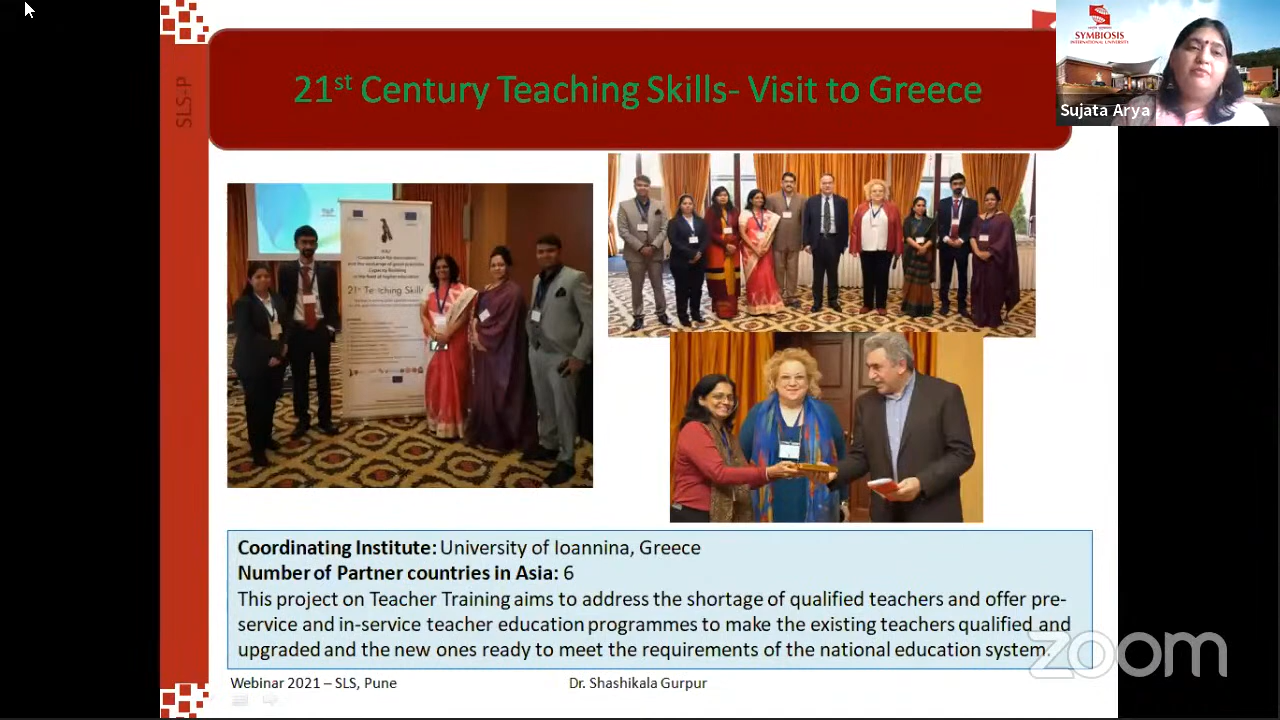 SLS-P
21st Century Teaching Skills- Visit to Greece
SYMBIOSIS
INTERNATIONAL UNIVERSITY
Sujata Arya
21st Teaching Skills
Coordinating Institute: University of Ioannina, Greece
Number of Partner countries in Asia: 6
This project on Teacher Training aims to address the shortage of qualified teachers and offer pre-
service and in-service teacher education programmes to make the existing teachers qualified and
upgraded and the new ones ready to meet the requirements of the national education system.
zoom
Webinar 2021 – SLS, Pune
Dr. Shashikala Gurpur